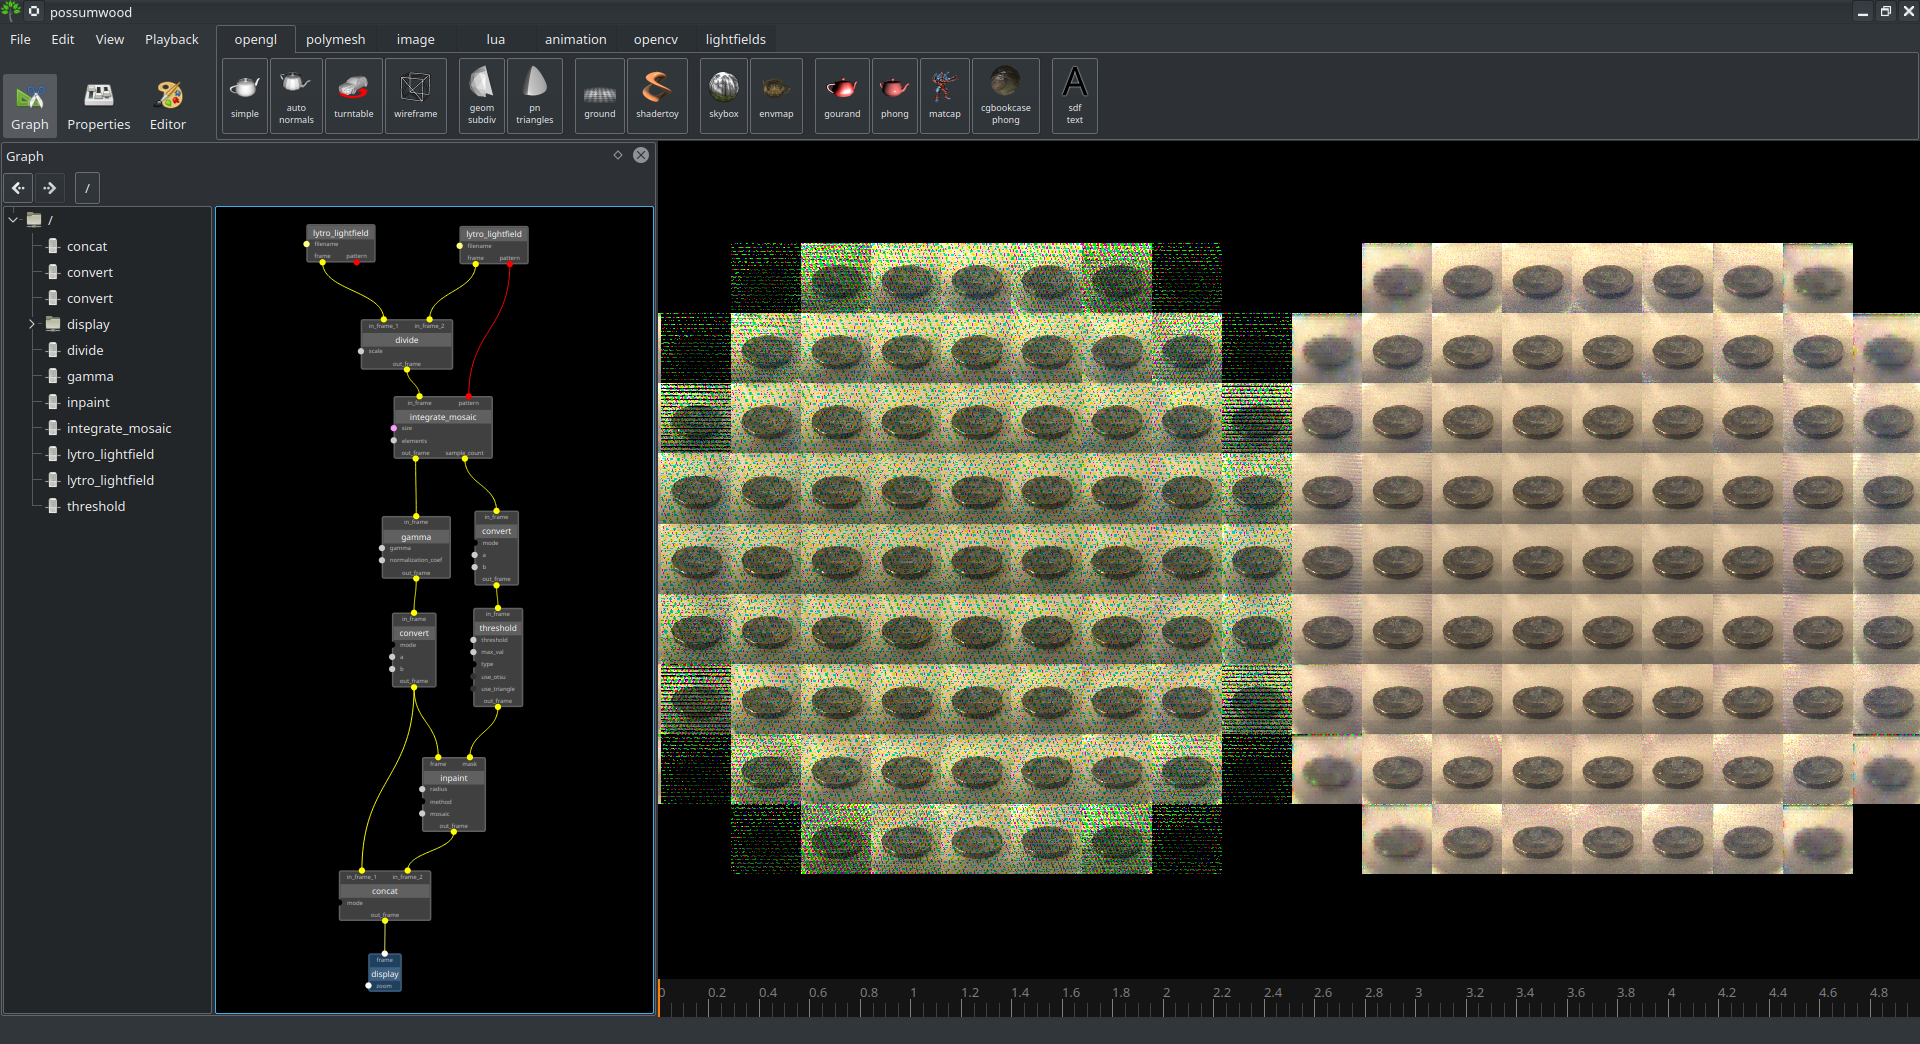 possumwood
File Edit View Playback
opengl polymesh image lua animation opencv lightfields
Graph Properties Editor
simple
auto normals
turntable
wireframe
geom subdiv
pn triangles
ground
shadertoy
skybox
envmap
gourand
phong
matcap
cgbookcase phong
A
sdf text
Graph
/
/
concat
convert
convert
display
divide
gamma
inpaint
integrate_mosaic
lytro_lightfield
lytro_lightfield
threshold
lytro_lightfield
filename
frame pattern
lytro_lightfield
filename
frame pattern
in_frame_1 in_frame_2
divide
scale
out_frame
in_frame pattern
integrate_mosaic
size
elements
out_frame sample_count
in_frame
gamma
gamma
normalization_coef
out_frame
in_frame
convert
mode
a
b
out_frame
in_frame
convert
mode
a
b
out_frame
in_frame
threshold
threshold
max_val
type
use_otsu
use_triangle
out_frame
frame mask
inpaint
radius
method
mosaic
out_frame
in_frame_1 in_frame_2
concat
mode
out_frame
frame
display
zoom
0 0.2 0.4 0.6 0.8 1 1.2 1.4 1.6 1.8 2 2.2 2.4 2.6 2.8 3 3.2 3.4 3.6 3.8 4 4.2 4.4 4.6 4.8